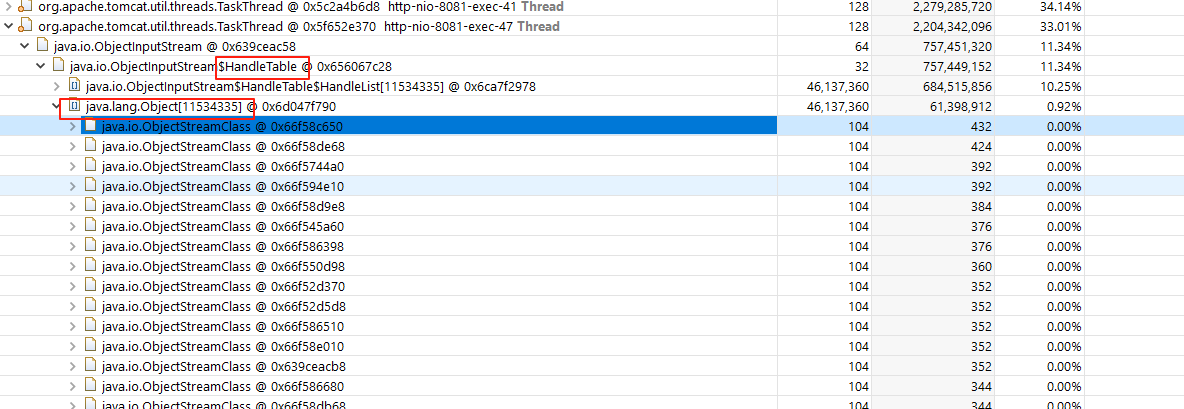 org.apache.tomcat.util.threads.TaskThread @ 0x5c2a4b6d8 http-nio-8081-exec-41 Thread 128 2,279,285,720 34.14%
org.apache.tomcat.util.threads.TaskThread @ 0x5f652e370 http-nio-8081-exec-47 Thread 128 2,204,342,096 33.01%
java.io.ObjectInputStream @ 0x639ceac58 64 757,451,320 11.34%
java.io.ObjectInputStream$HandleTable @ 0x656067c28 32 757,449,152 11.34%
java.io.ObjectInputStream$HandleTable$HandleList[11534335] @ 0x6ca7f2978 46,137,360 684,515,856 10.25%
java.lang.Object[11534335] @ 0x6d047f790 46,137,360 61,398,912 0.92%
java.io.ObjectStreamClass @ 0x66f58c650 104 432 0.00%
java.io.ObjectStreamClass @ 0x66f58de68 104 424 0.00%
java.io.ObjectStreamClass @ 0x66f5744a0 104 392 0.00%
java.io.ObjectStreamClass @ 0x66f594e10 104 392 0.00%
java.io.ObjectStreamClass @ 0x66f58d9e8 104 384 0.00%
java.io.ObjectStreamClass @ 0x66f545a60 104 376 0.00%
java.io.ObjectStreamClass @ 0x66f586398 104 376 0.00%
java.io.ObjectStreamClass @ 0x66f550d98 104 360 0.00%
java.io.ObjectStreamClass @ 0x66f52d370 104 352 0.00%
java.io.ObjectStreamClass @ 0x66f52d5d8 104 352 0.00%
java.io.ObjectStreamClass @ 0x66f586510 104 352 0.00%
java.io.ObjectStreamClass @ 0x66f58e010 104 352 0.00%
java.io.ObjectStreamClass @ 0x639ceacb8 104 352 0.00%
java.io.ObjectStreamClass @ 0x66f586680 104 344 0.00%
java.io.ObjectStreamClass @ 0x66f58db68 104 344 0.00%